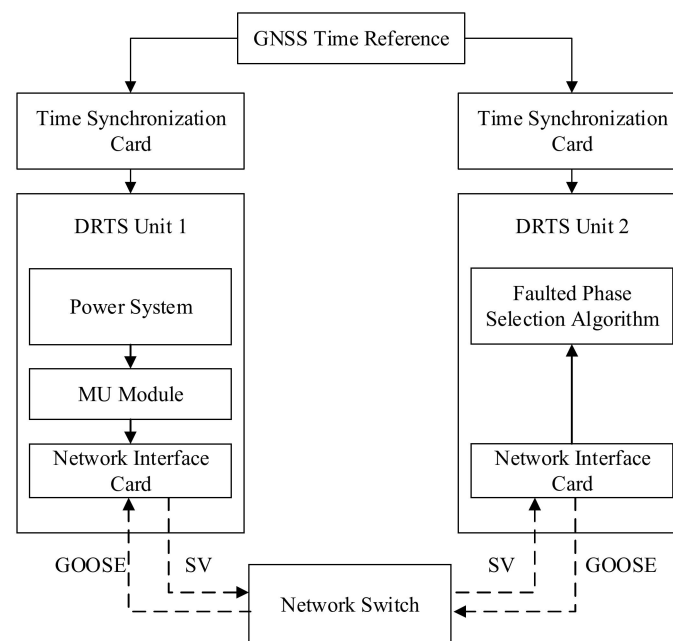 GNSS Time Reference
Time Synchronization
Card
Time Synchronization
Card
DRTS Unit 1
DRTS Unit 2
Power System
Faulted Phase
Selection Algorithm
MU Module
Network Interface
Card
Network Interface
Card
GOOSE
SV
SV
GOOSE
Network Switch